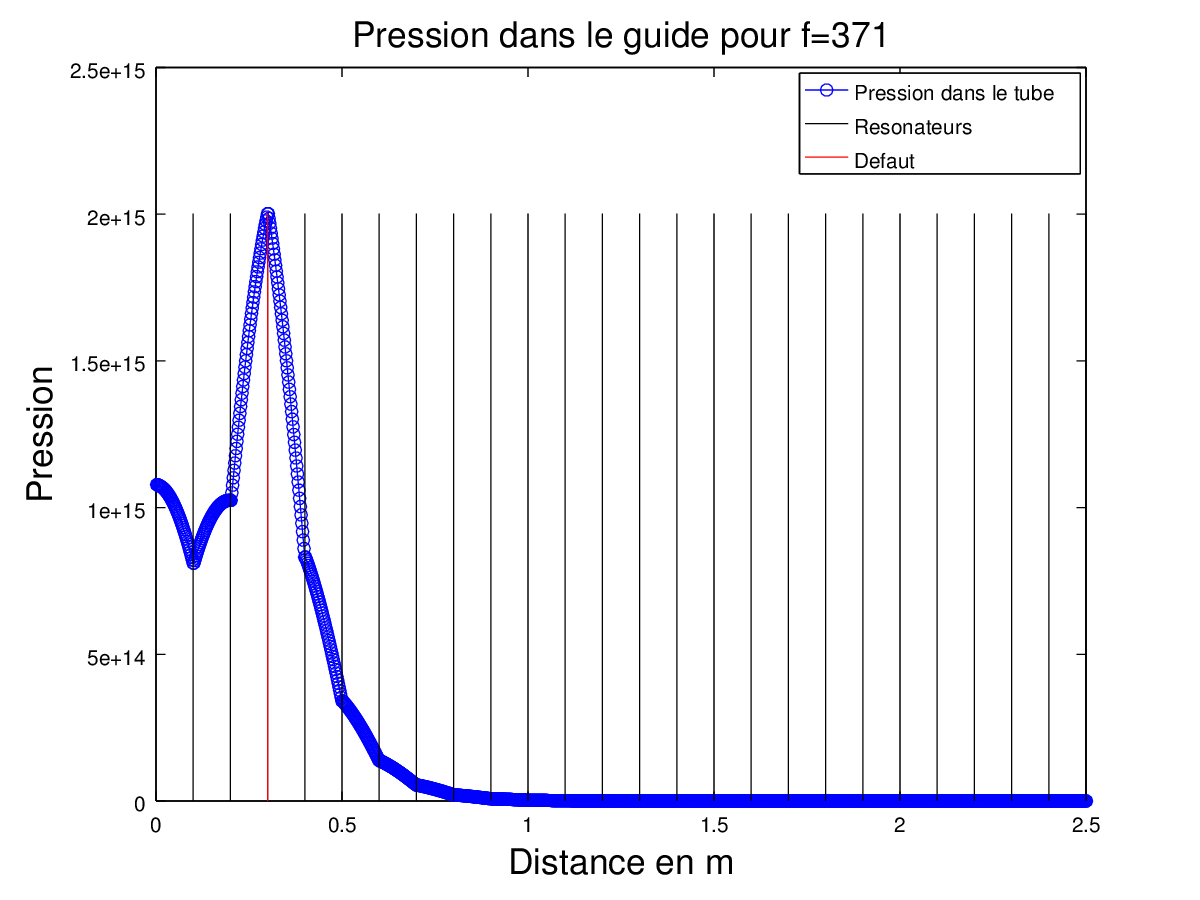 Pression dans le guide pour f=371
2.5e+15
2e+15
1.5e+15
1e+15
5e+14
0
Pression
Pression dans le tube
Resonateurs
Defaut
0 0.5 1 1.5 2 2.5
Distance en m